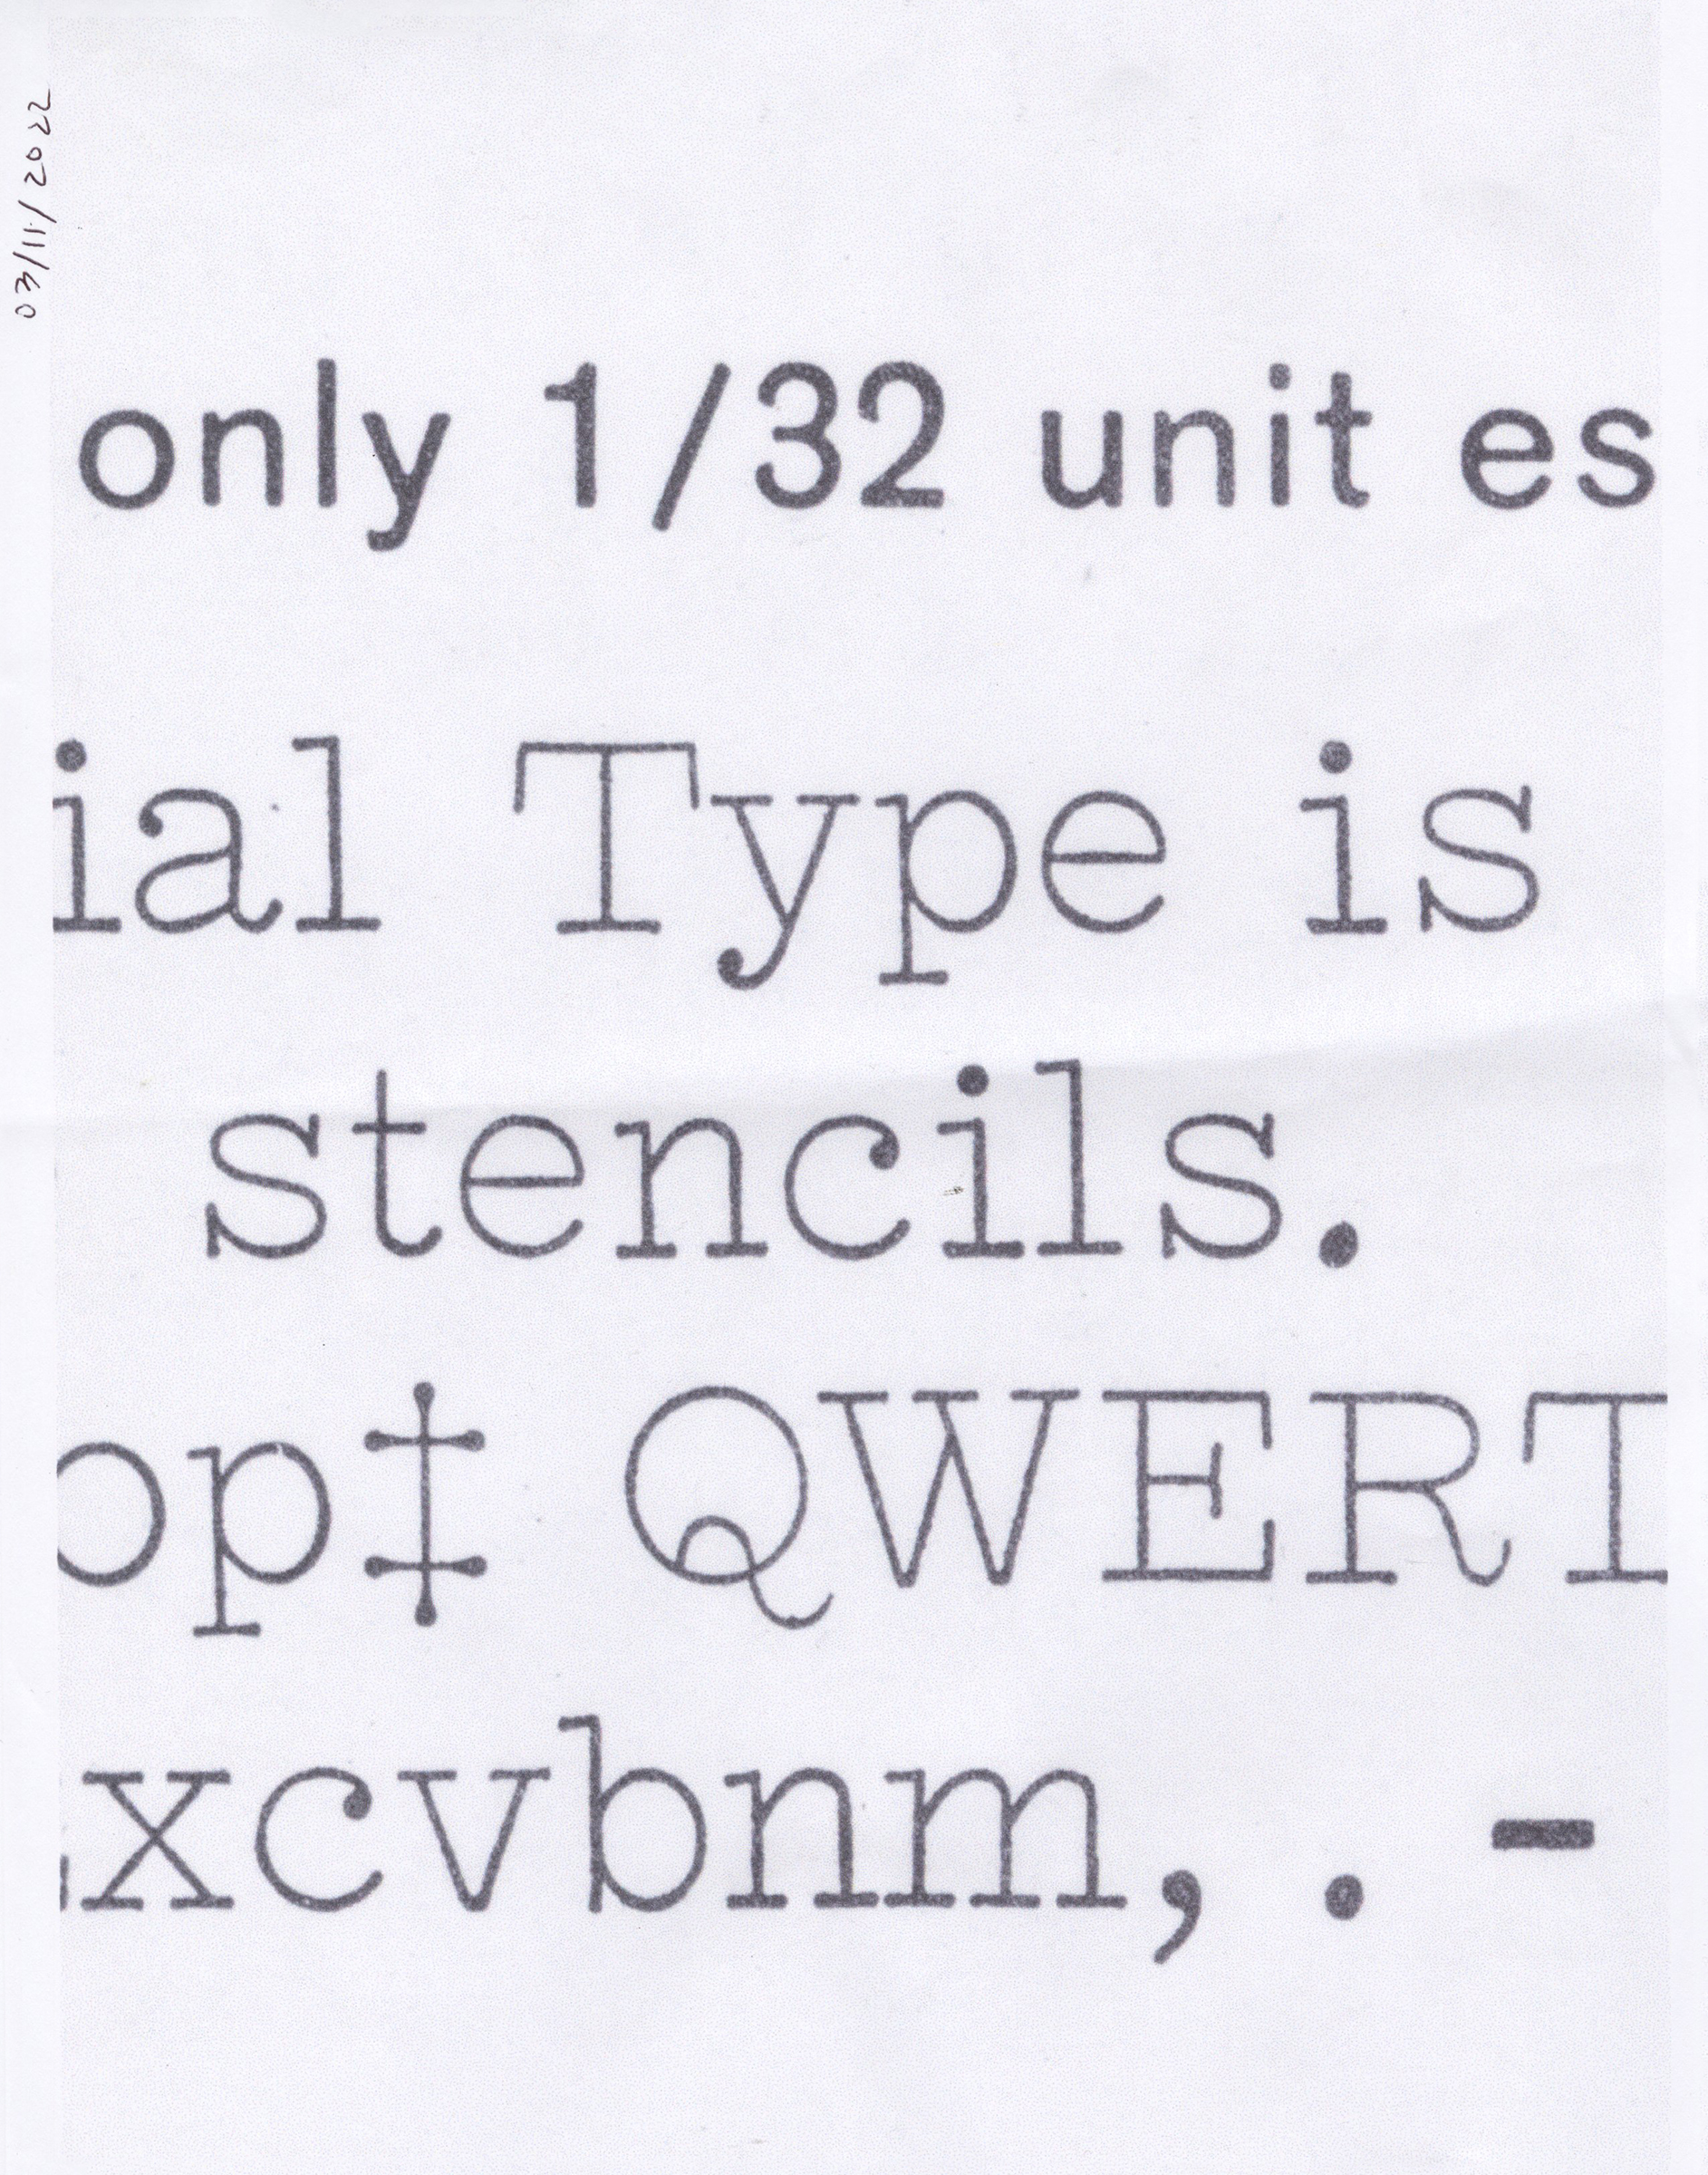 03/11/2022
only 1/32 unit es
ial Type is
stencils.
op‡ QWERT
xcvbnm, . -